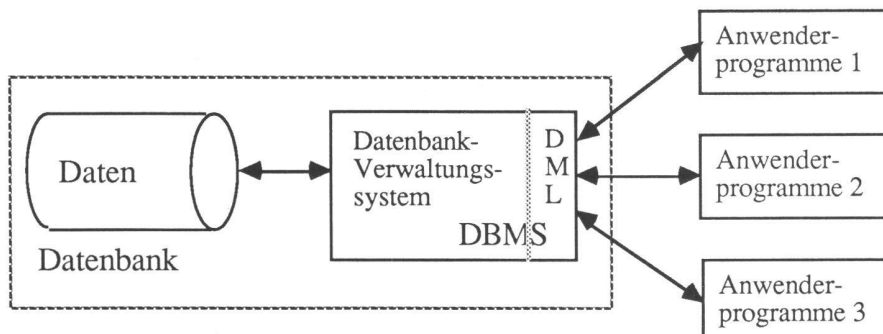 Daten
Datenbank
Datenbank-
Verwaltungs-
system
DBMS
D
M
L
Anwender-
programme 1
Anwender-
programme 2
Anwender-
programme 3